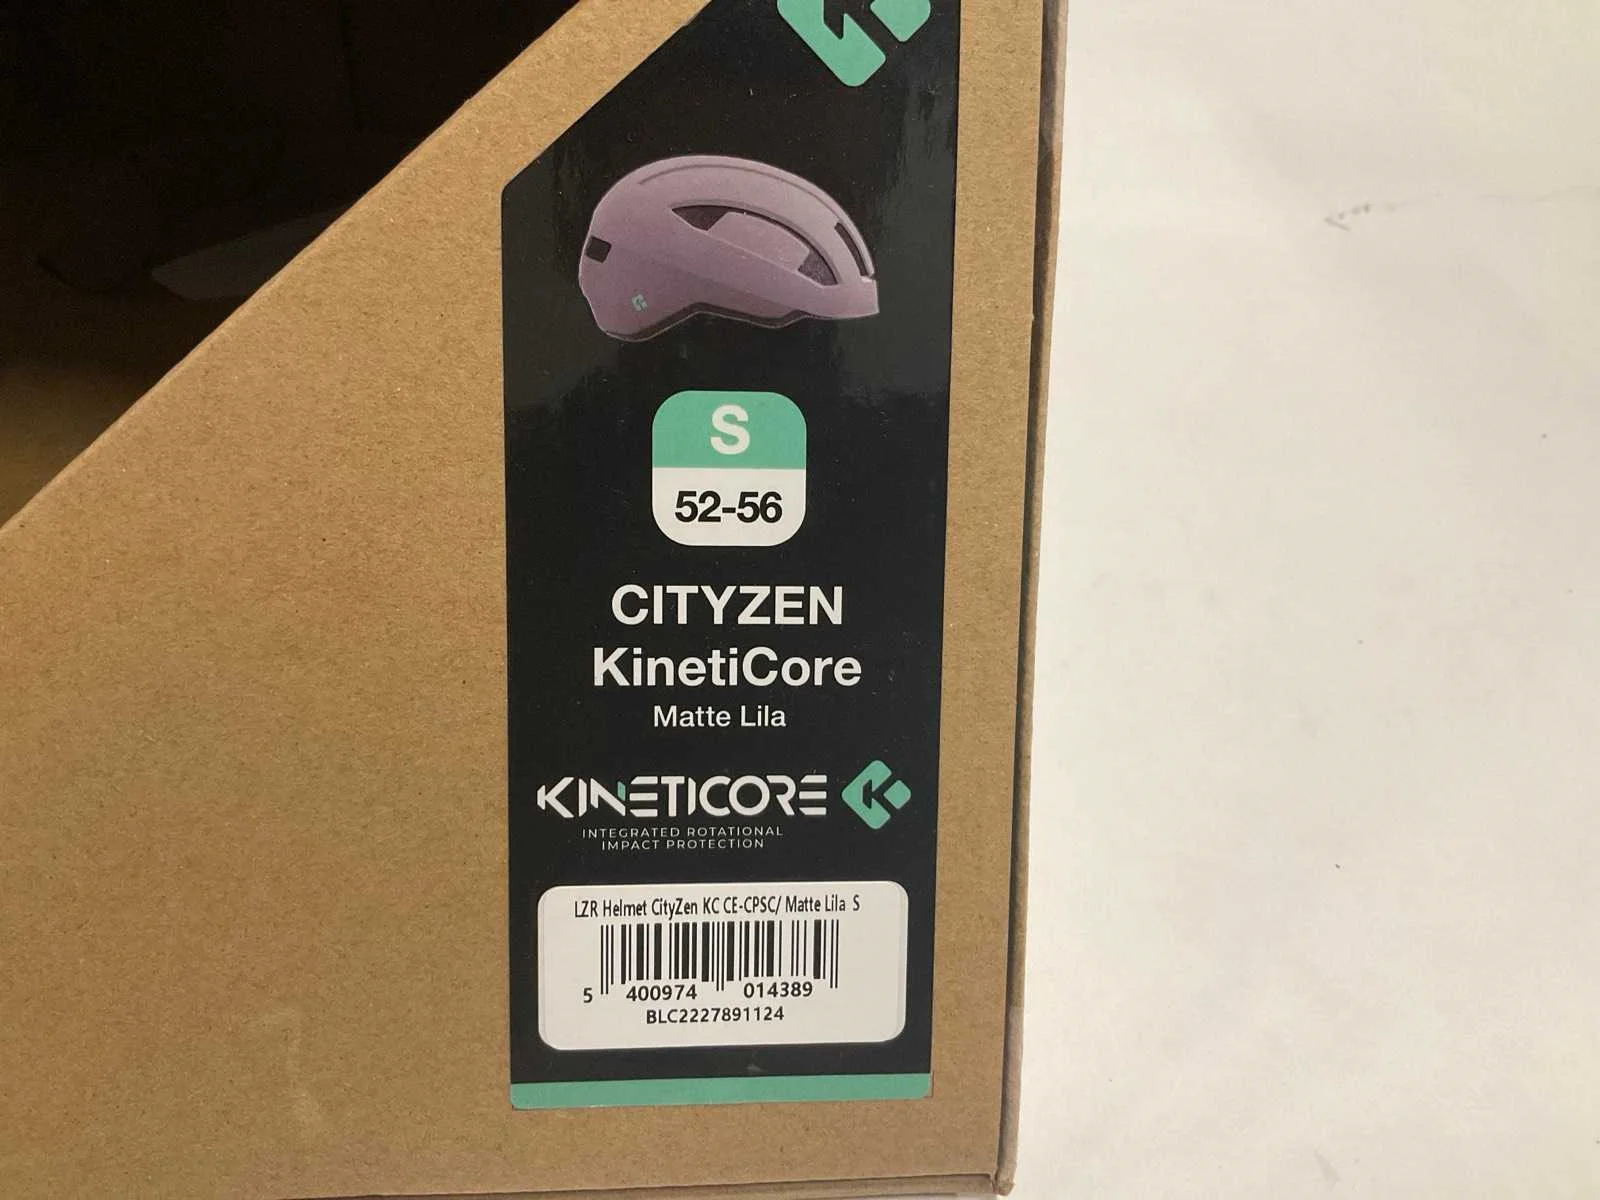 S
52-56
CITYZEN
KinetiCore
Matte Lila
KINETICORE
INTEGRATED ROTATIONAL
IMPACT PROTECTION
LZR Helmet CityZen KC CE-CPSC/ Matte Lila S
5 400974 014389
BLC2227891124